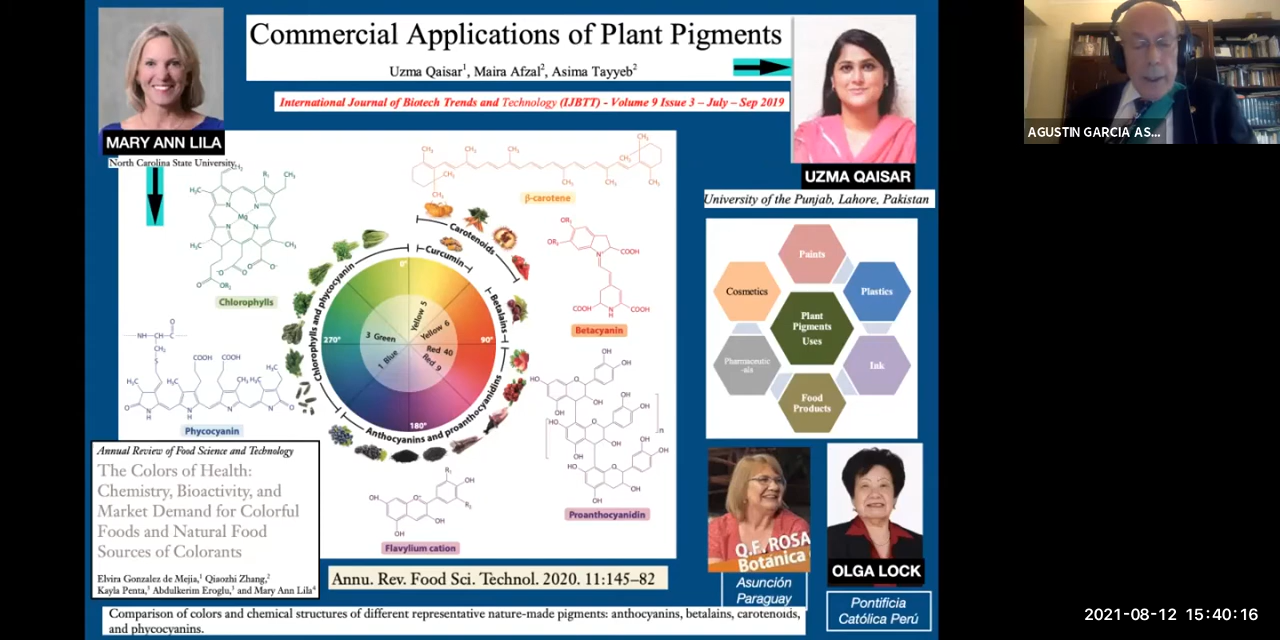 Commercial Applications of Plant Pigments
Uzma Qaisar1, Maira Afzal2, Asima Tayyeb2
International Journal of Biotech Trends and Technology (IJBTT) - Volume 9 Issue 3 – July – Sep 2019
MARY ANN LILA
North Carolina State University,
UZMA QAISAR
University of the Punjab, Lahore, Pakistan
AGUSTIN GARCIA AS...
β-carotene
Chlorophylls
Betacyanin
Phycocyanin
Proanthocyanidin
Flavylium cation
Carotenoids
Curcumin
Betalains
Anthocyanins and proanthocyanidins
Chlorophylls and phycocyanin
0°
90°
180°
270°
Yellow 5
Yellow 6
Red 40
Red 9
1 Blue
3 Green
Paints
Cosmetics
Plastics
Plant
Pigments
Uses
Pharmaceutic
-als
Ink
Food
Products
Annual Review of Food Science and Technology
The Colors of Health:
Chemistry, Bioactivity, and
Market Demand for Colorful
Foods and Natural Food
Sources of Colorants
Elvira Gonzalez de Mejia,1 Qiaozhi Zhang,2
Kayla Penta,1 Abdulkerim Eroglu,1 and Mary Ann Lila4
Annu. Rev. Food Sci. Technol. 2020. 11:145–82
Q.F. ROSA
Botánica
Asunción
Paraguay
OLGA LOCK
Pontificia
Católica Perú
Comparison of colors and chemical structures of different representative nature-made pigments: anthocyanins, betalains, carotenoids,
and phycocyanins.
2021-08-12 15:40:16